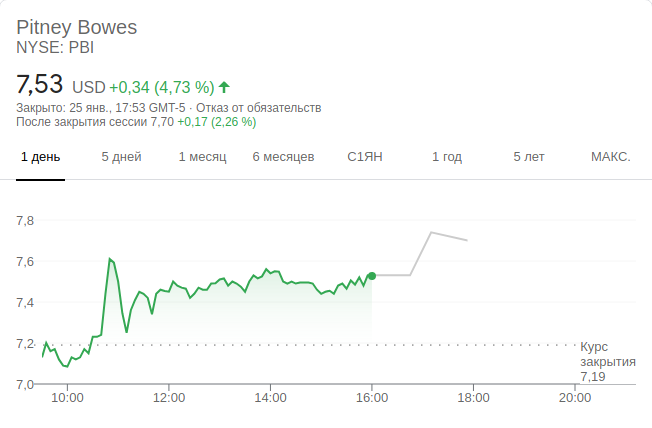 Pitney Bowes
NYSE: PBI
7,53 USD +0,34 (4,73 %)
Закрыто: 25 янв., 17:53 GMT-5 · Отказ от обязательств
После закрытия сессии 7,70 +0,17 (2,26 %)
1 день 5 дней 1 месяц 6 месяцев С1ЯН 1 год 5 лет МАКС.
7,8
7,6
7,4
7,2
7,0
Курс
закрытия
7,19
10:00 12:00 14:00 16:00 18:00 20:00